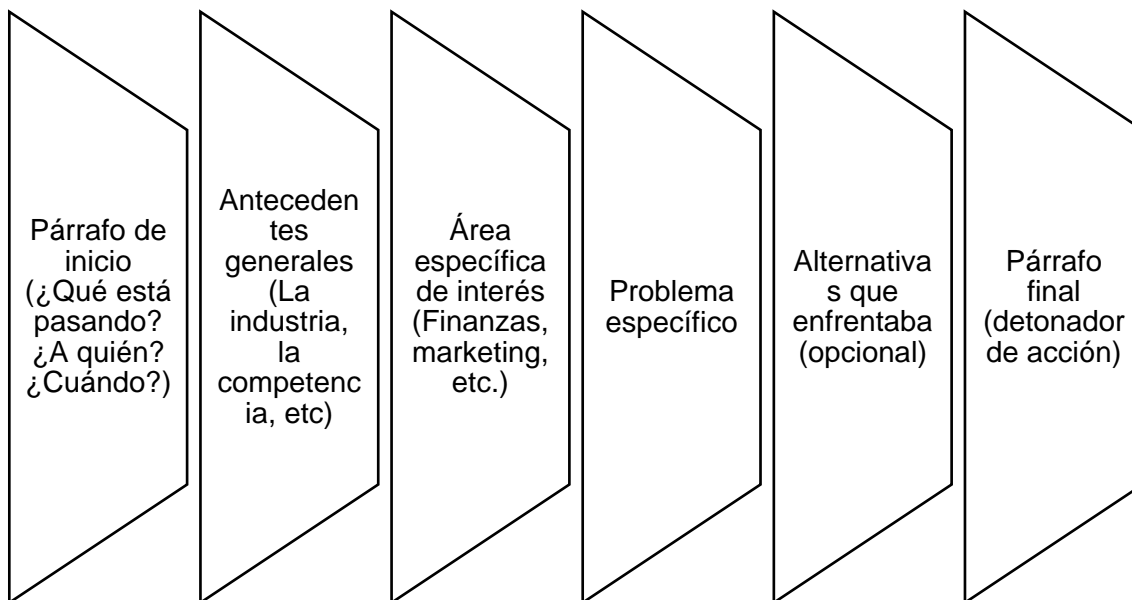 Párrafo de
inicio
(¿Qué está
pasando?
¿A quién?
¿Cuándo?)
Anteceden
tes
generales
(La
industria,
la
competenc
ia, etc)
Área
específica
de interés
(Finanzas,
marketing,
etc.)
Problema
específico
Alternativa
s que
enfrentaba
(opcional)
Párrafo
final
(detonador
de acción)